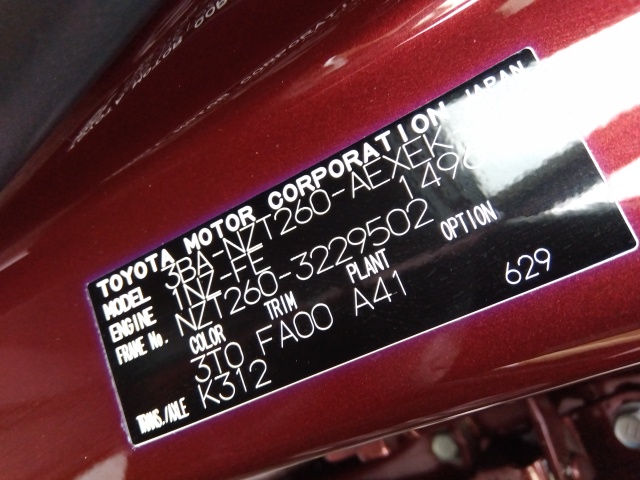 TOYOTA MOTOR CORPORATION JAPAN
MODEL 3BA-NZT260-AEXEK
ENGINE 1NZ-FE 1496
FRAME No. NZT260-3229502
COLOR TRIM PLANT OPTION
3T0 FA00 A41 629
TRANS./AXLE K312